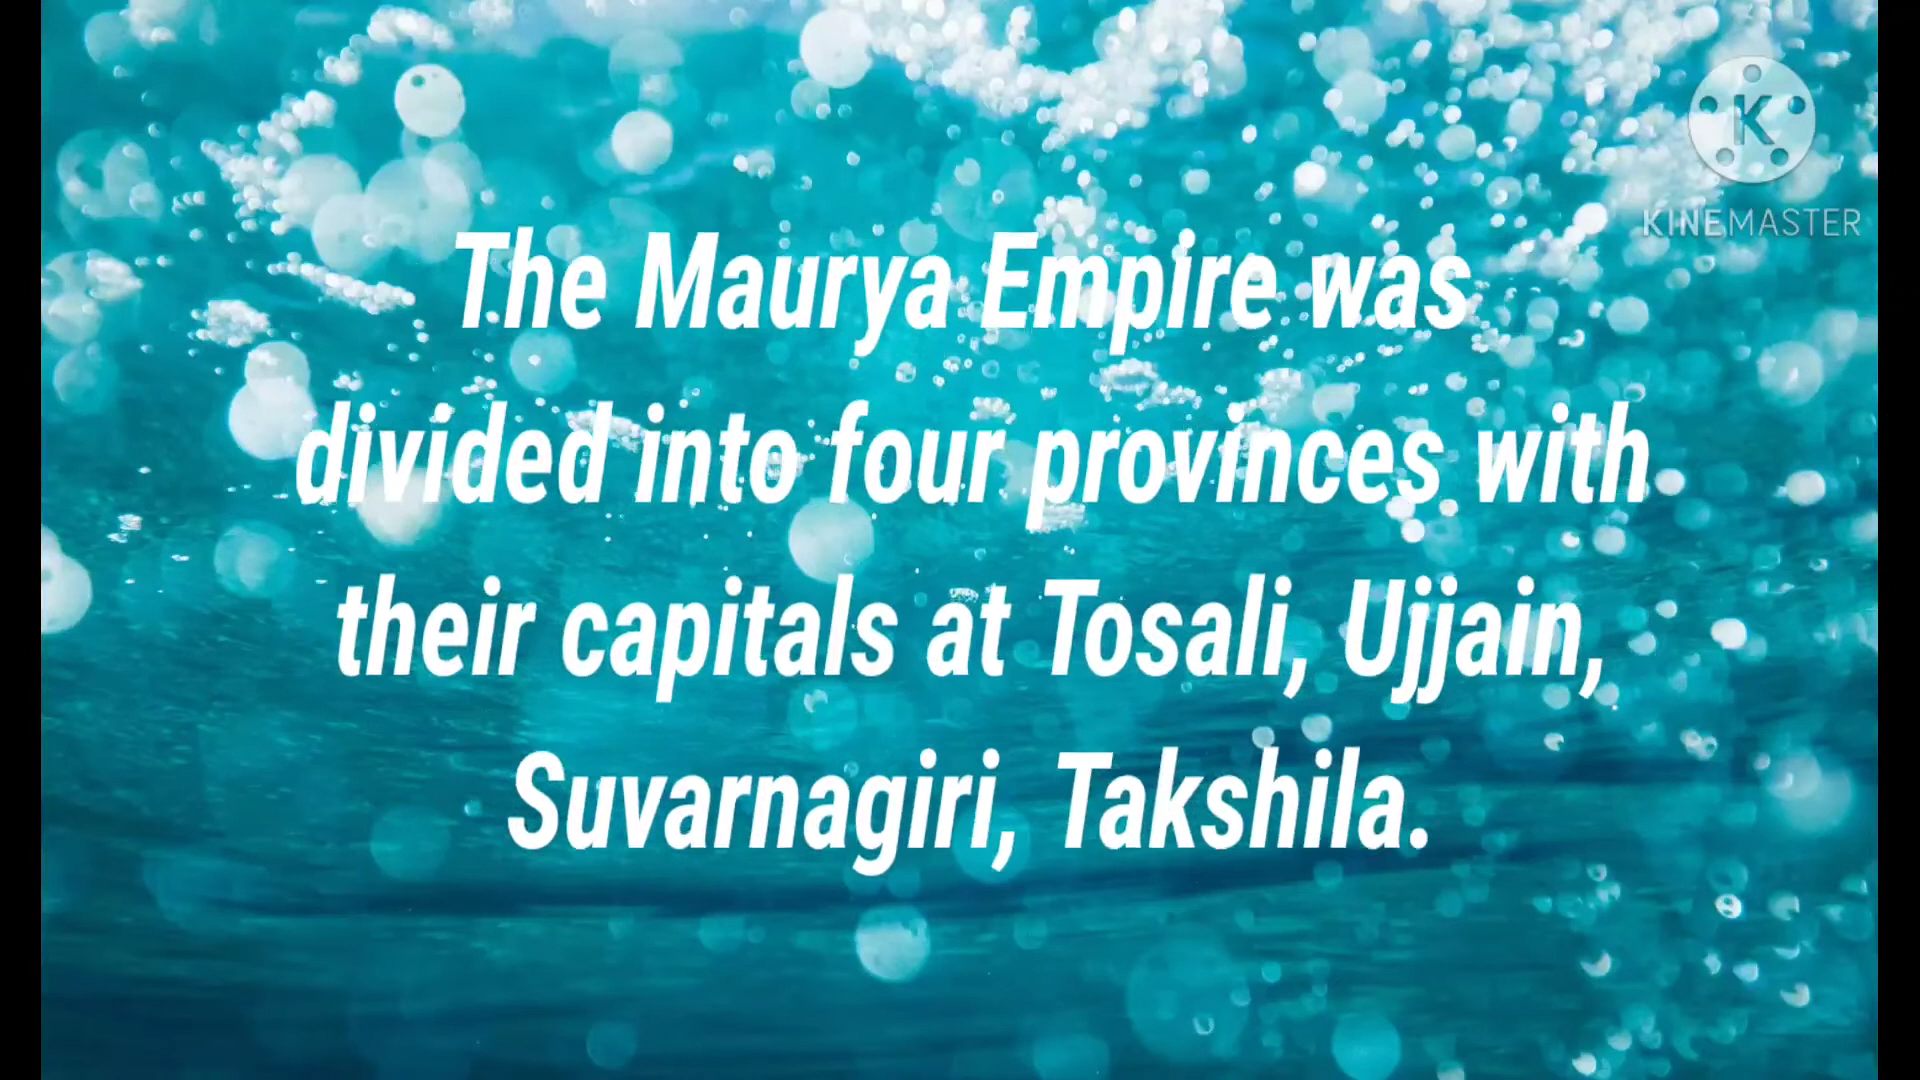 K
KINEMASTER
The Maurya Empire was
divided into four provinces with
their capitals at Tosali, Ujjain,
Suvarnagiri, Takshila.